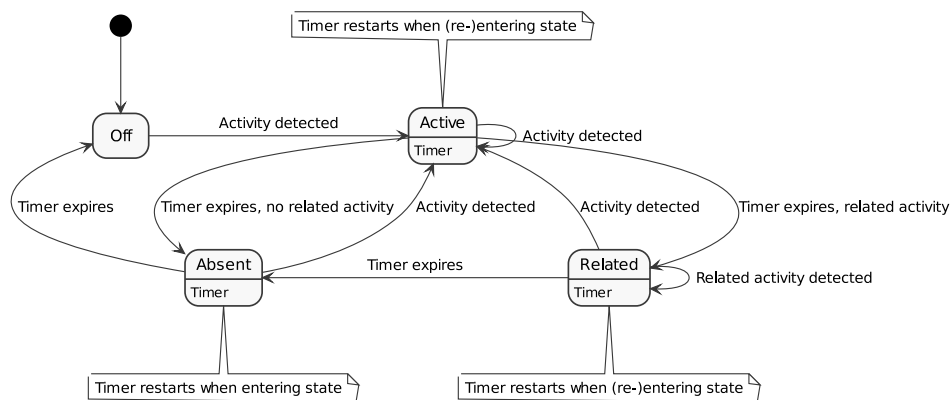 Timer restarts when (re-)entering state
Off
Activity detected
Active
Timer
Activity detected
Timer expires
Timer expires, no related activity
Activity detected
Activity detected
Timer expires, related activity
Absent
Timer
Timer expires
Related
Timer
Related activity detected
Timer restarts when entering state
Timer restarts when (re-)entering state